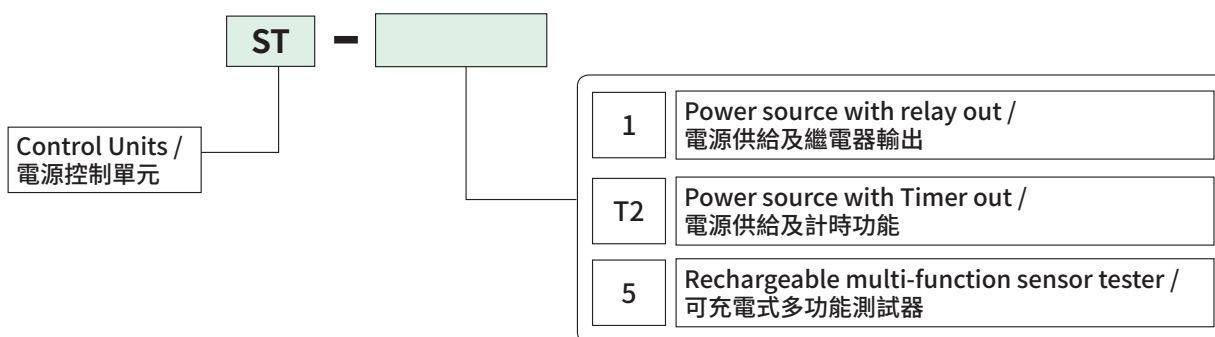 ST -
Control Units /
電源控制單元
1
Power source with relay out /
電源供給及繼電器輸出
T2
Power source with Timer out /
電源供給及計時功能
5
Rechargeable multi-function sensor tester /
可充電式多功能測試器